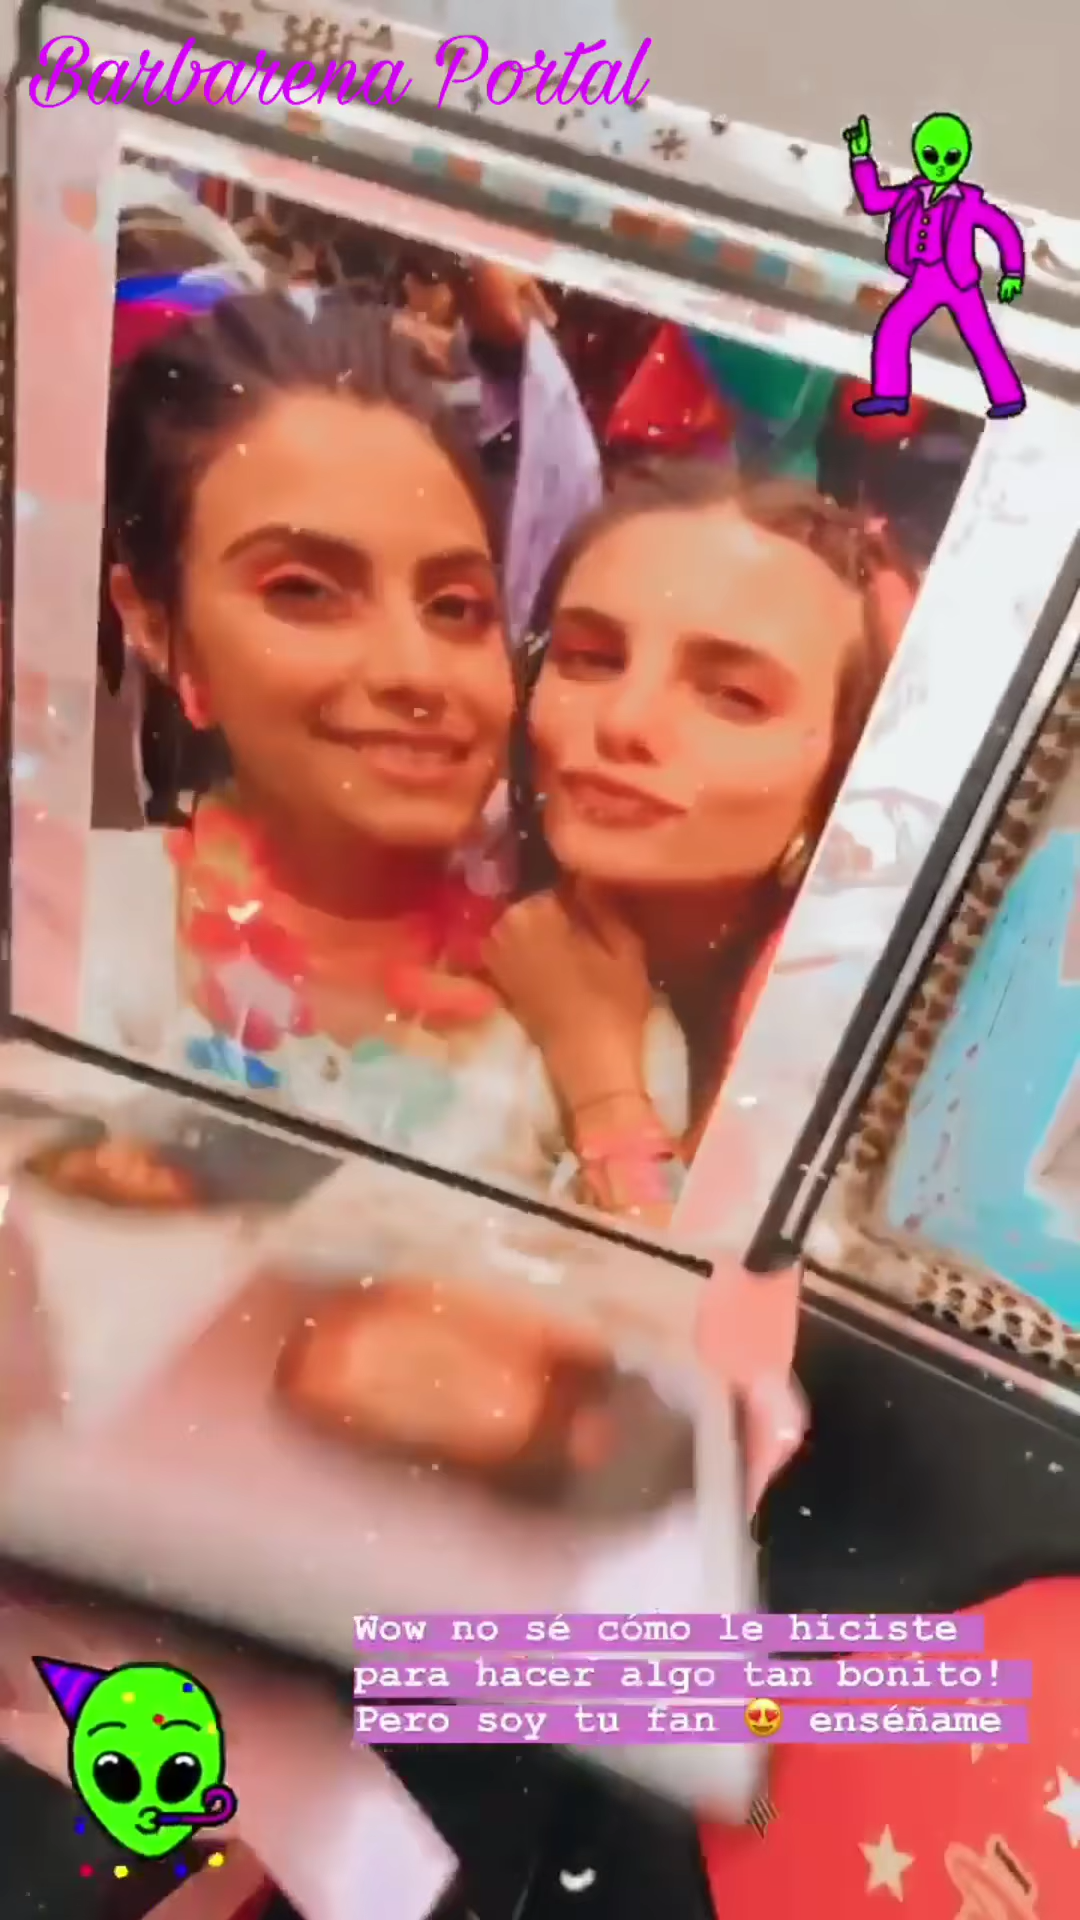 Barbarena Portal
Wow no sé cómo le hiciste
para hacer algo tan bonito!
Pero soy tu fan 😍 enséñame